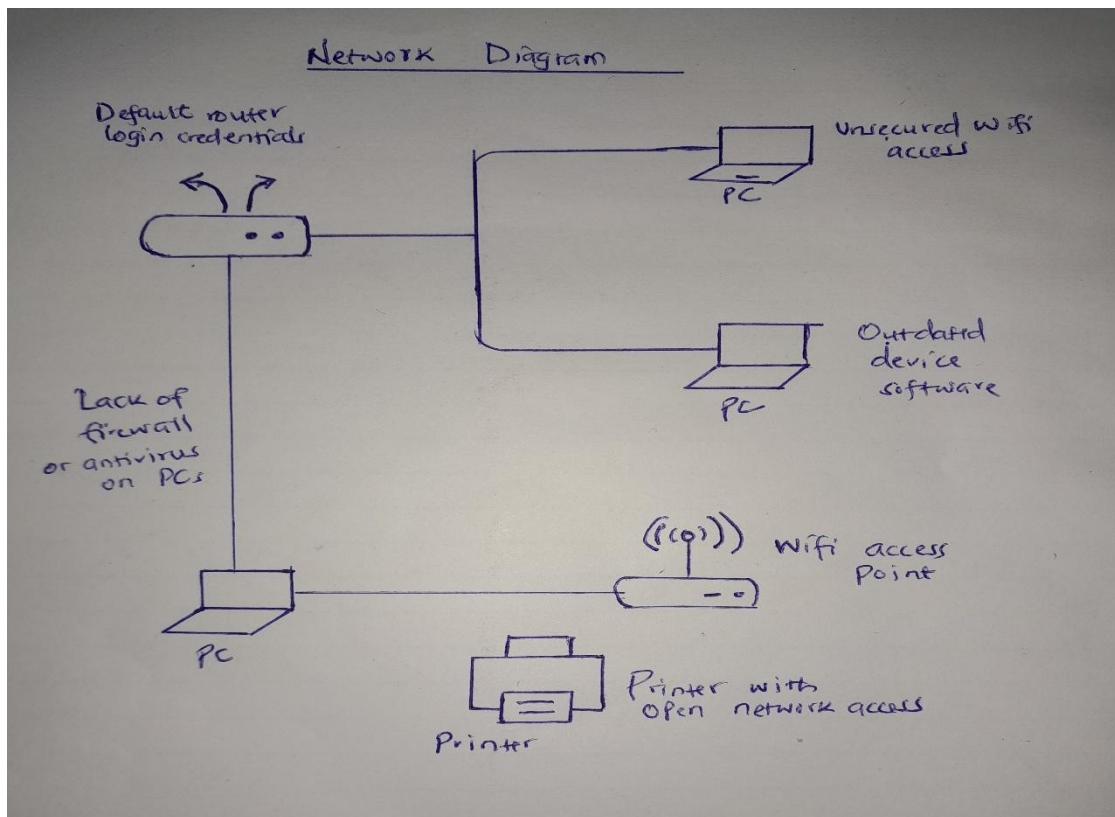 Network Diagram
Default router
login credentials
Unsecured wifi
access
PC
Outdated
device
software
PC
Lack of
firewall
or antivirus
on PCs
Wifi access
Point
PC
Printer with
open network access
Printer